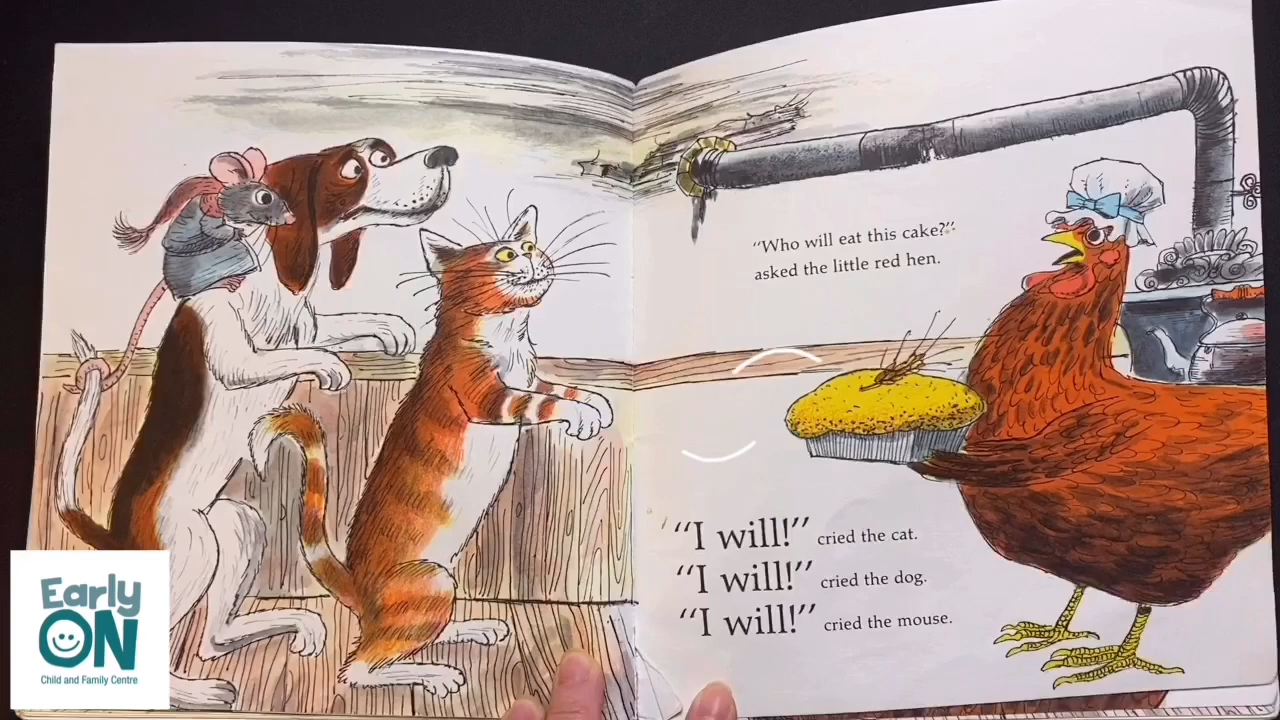 "Who will eat this cake?"
asked the little red hen.
"I will!" cried the cat.
"I will!" cried the dog.
"I will!" cried the mouse.
Early
ON
Child and Family Centre